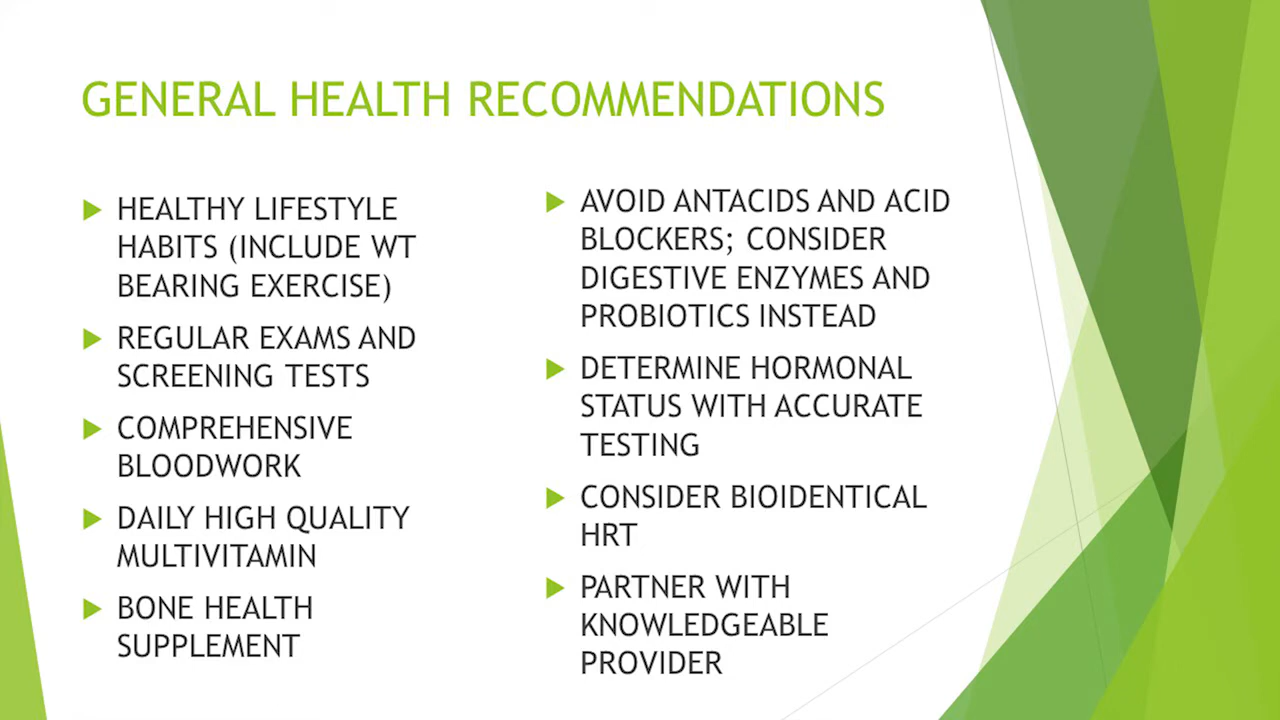 GENERAL HEALTH RECOMMENDATIONS
HEALTHY LIFESTYLE
HABITS (INCLUDE WT
BEARING EXERCISE)
REGULAR EXAMS AND
SCREENING TESTS
COMPREHENSIVE
BLOODWORK
DAILY HIGH QUALITY
MULTIVITAMIN
BONE HEALTH
SUPPLEMENT
AVOID ANTACIDS AND ACID
BLOCKERS; CONSIDER
DIGESTIVE ENZYMES AND
PROBIOTICS INSTEAD
DETERMINE HORMONAL
STATUS WITH ACCURATE
TESTING
CONSIDER BIOIDENTICAL
HRT
PARTNER WITH
KNOWLEDGEABLE
PROVIDER